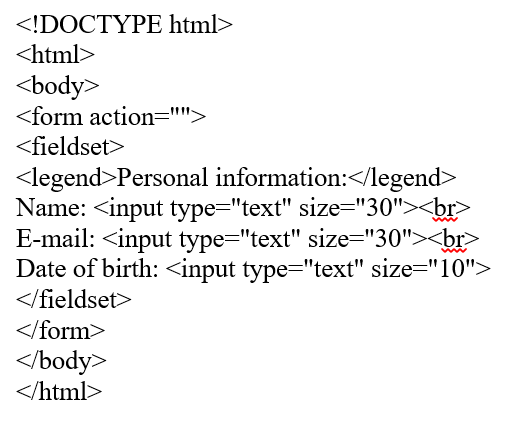 <!DOCTYPE html>
<html>
<body>
<form action="">
<fieldset>
<legend>Personal information:</legend>
Name: <input type="text" size="30"><br>
E-mail: <input type="text" size="30"><br>
Date of birth: <input type="text" size="10">
</fieldset>
</form>
</body>
</html>